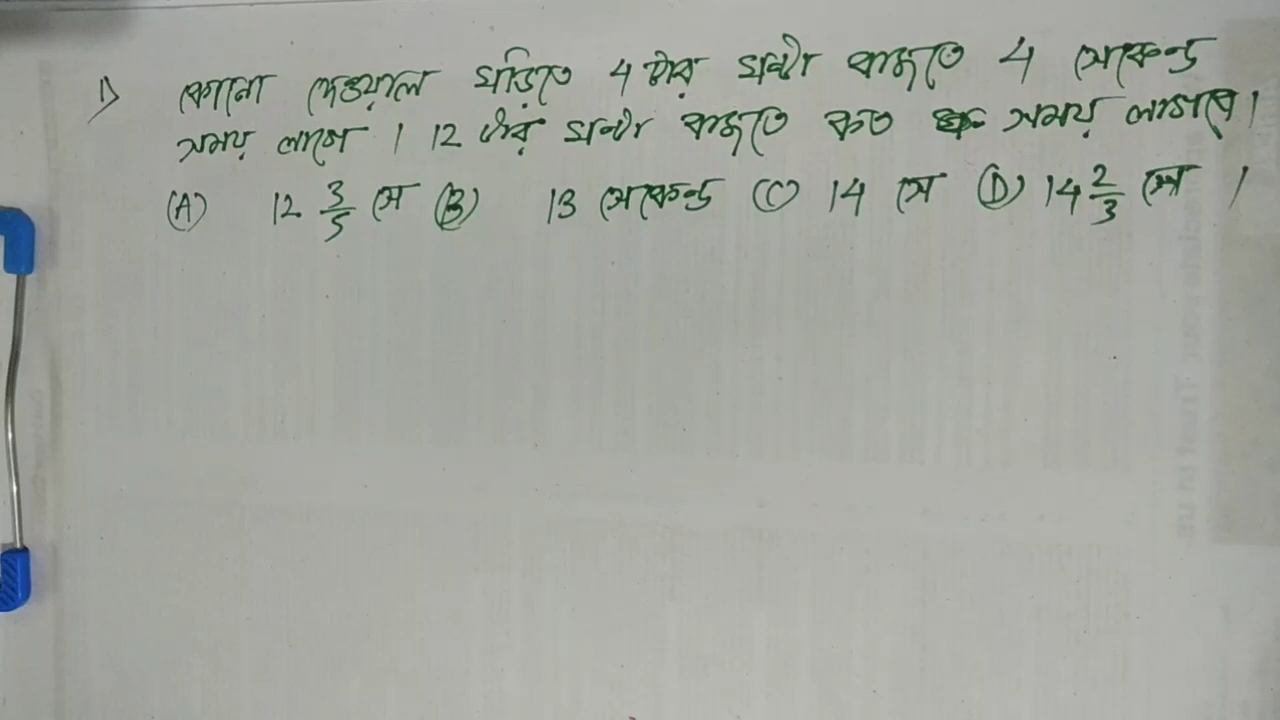 1) কোনো দেওয়াল ঘড়িতে 4 টার ঘন্টা বাজতে 4 সেকেন্ড
সময় লাগে । 12 টার ঘন্টা বাজতে কত সময় লাগবে।
(A) 12 3/5 সে (B) 13 সেকেন্ড (C) 14 সে (D) 14 2/3 সে ।